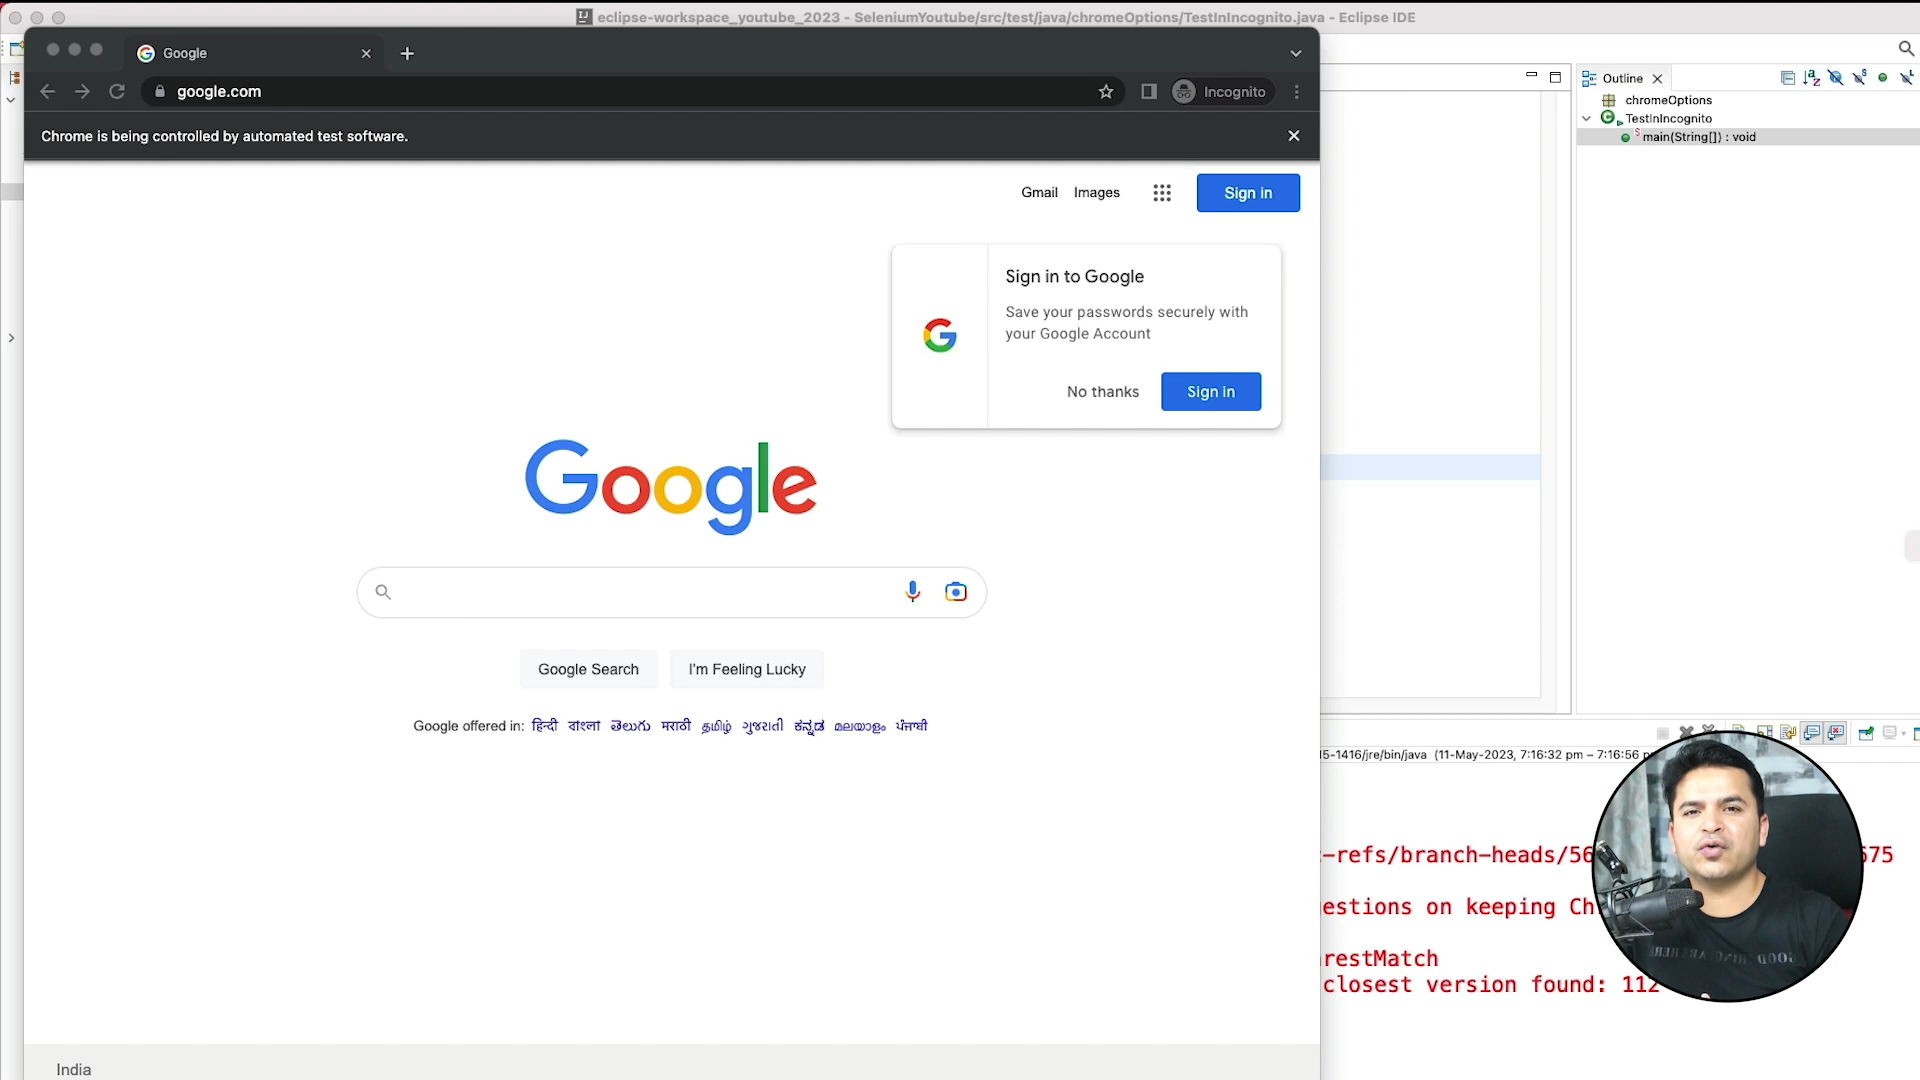 eclipse-workspace_youtube_2023 - SeleniumYoutube/src/test/java/chromeOptions/TestInIncognito.java - Eclipse IDE
Google
google.com
Incognito
Chrome is being controlled by automated test software.
Gmail
Images
Sign in
Sign in to Google
Save your passwords securely with
your Google Account
No thanks
Sign in
Google
Google Search
I'm Feeling Lucky
Google offered in: हिन्दी বাংলা తెలుగు मराठी தமிழ் ગુજરાતી ಕನ್ನಡ മലയാളം ਪੰਜਾਬੀ
India
Outline
chromeOptions
TestInIncognito
main(String[]) : void
15-1416/jre/bin/java (11-May-2023, 7:16:32 pm – 7:16:56
-refs/branch-heads/56
575
estions on keeping Ch
restMatch
closest version found: 112